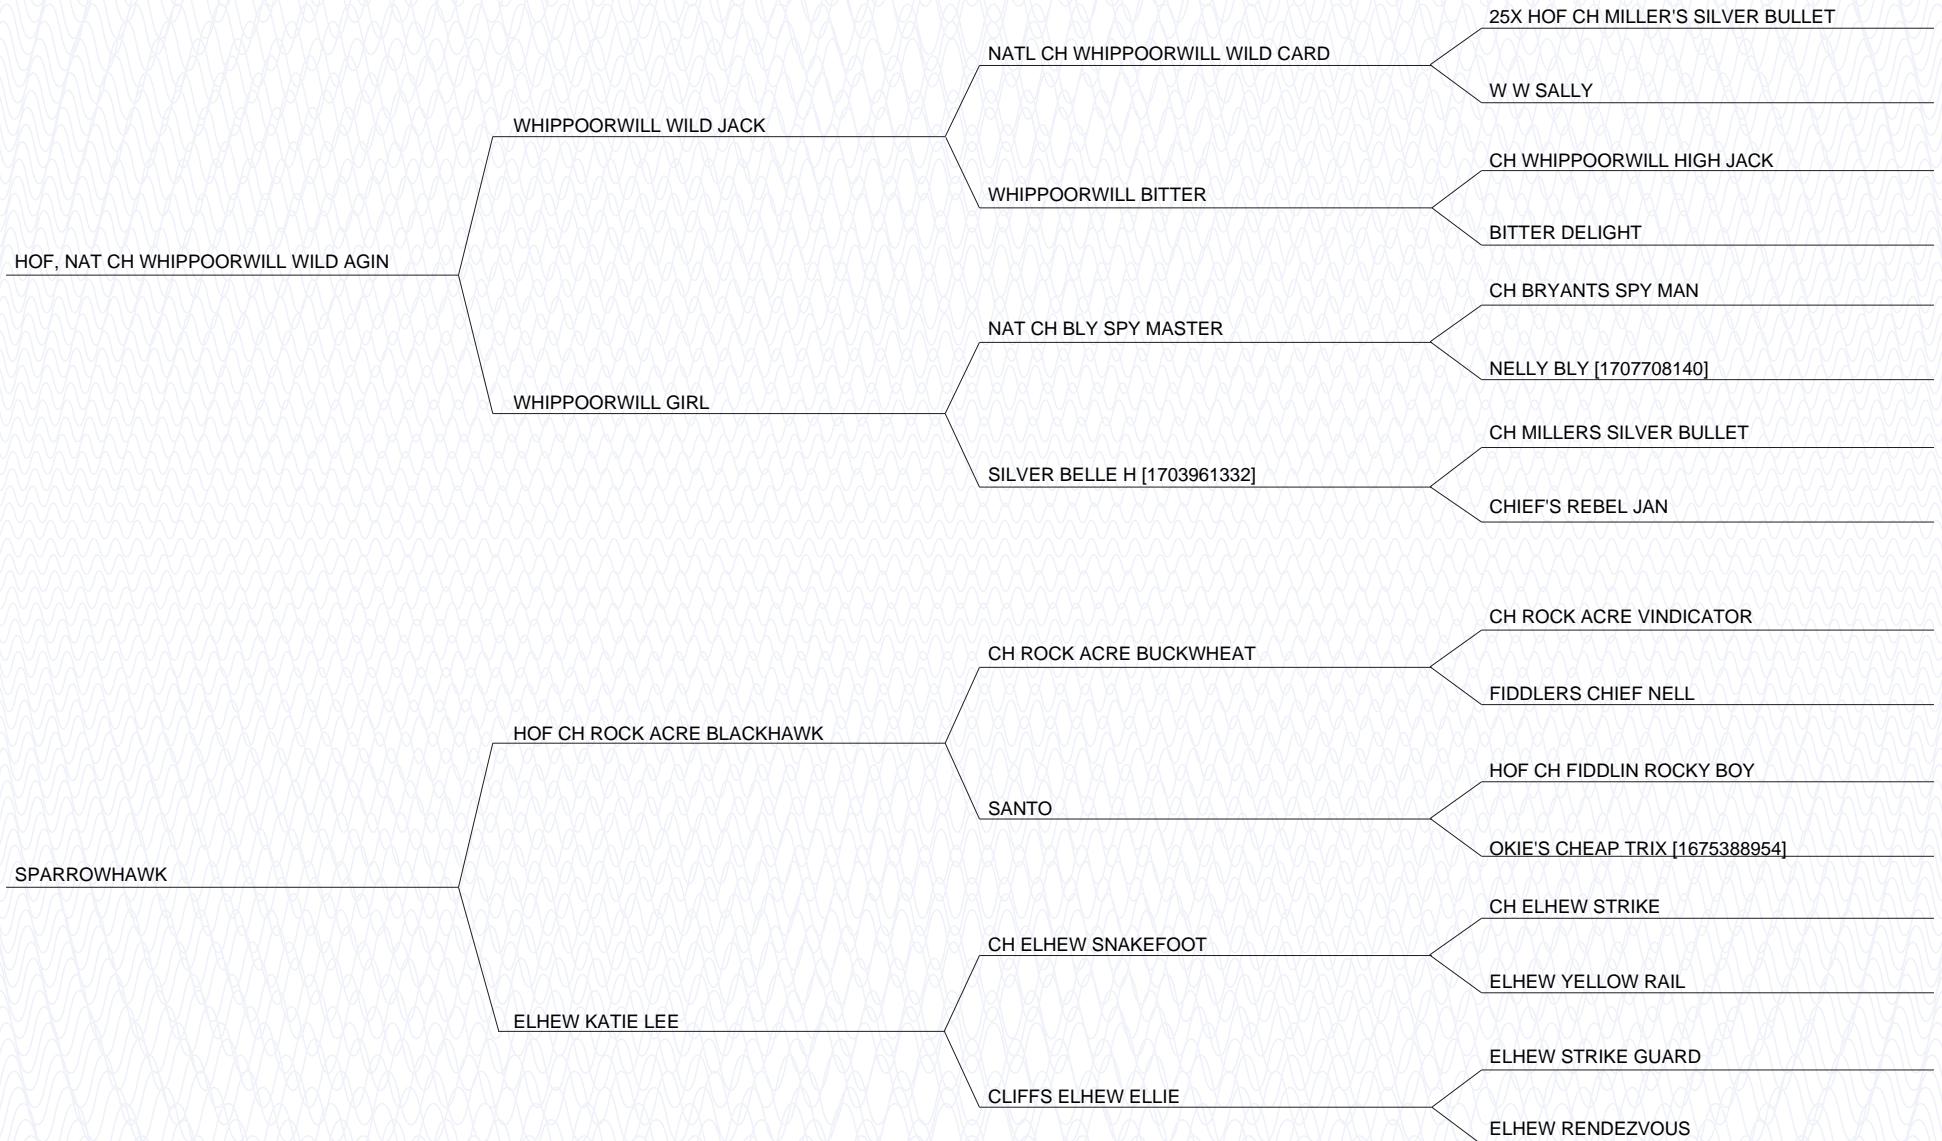 25X HOF CH MILLER'S SILVER BULLET
NATL CH WHIPPOORWILL WILD CARD
W W SALLY
WHIPPOORWILL WILD JACK
CH WHIPPOORWILL HIGH JACK
WHIPPOORWILL BITTER
BITTER DELIGHT
HOF, NAT CH WHIPPOORWILL WILD AGIN
CH BRYANTS SPY MAN
NAT CH BLY SPY MASTER
NELLY BLY [1707708140]
WHIPPOORWILL GIRL
CH MILLERS SILVER BULLET
SILVER BELLE H [1703961332]
CHIEF'S REBEL JAN
CH ROCK ACRE VINDICATOR
CH ROCK ACRE BUCKWHEAT
FIDDLERS CHIEF NELL
HOF CH ROCK ACRE BLACKHAWK
HOF CH FIDDLIN ROCKY BOY
SANTO
OKIE'S CHEAP TRIX [1675388954]
SPARROWHAWK
CH ELHEW STRIKE
CH ELHEW SNAKEFOOT
ELHEW YELLOW RAIL
ELHEW KATIE LEE
ELHEW STRIKE GUARD
CLIFFS ELHEW ELLIE
ELHEW RENDEZVOUS